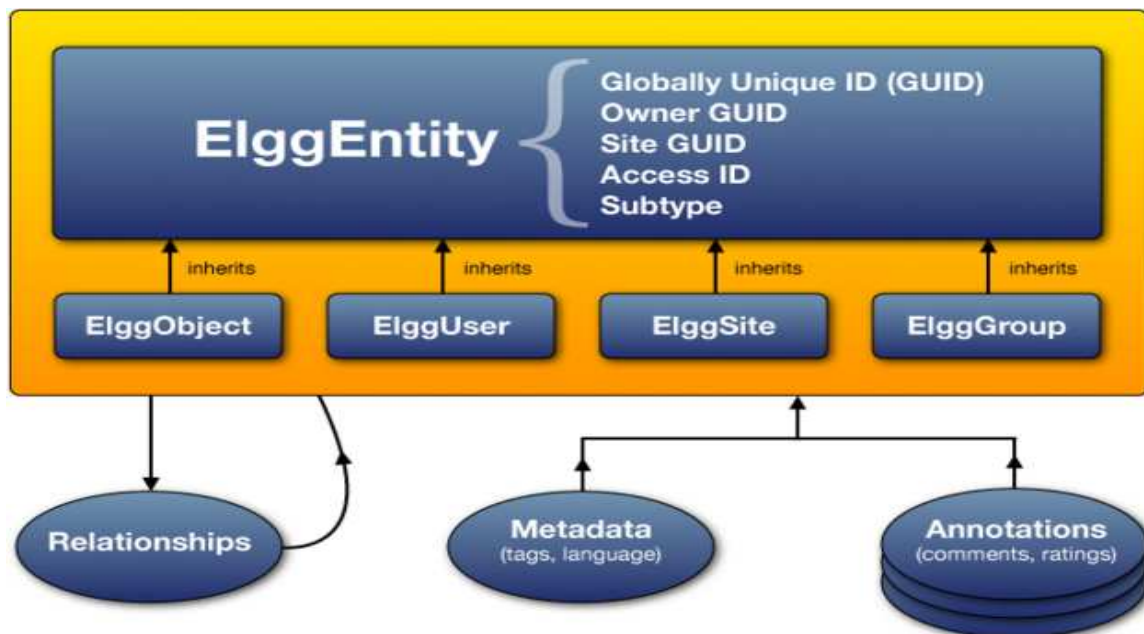 ElggEntity
Globally Unique ID (GUID)
Owner GUID
Site GUID
Access ID
Subtype
inherits
inherits
inherits
inherits
ElggObject
ElggUser
ElggSite
ElggGroup
Relationships
Metadata
(tags, language)
Annotations
(comments, ratings)